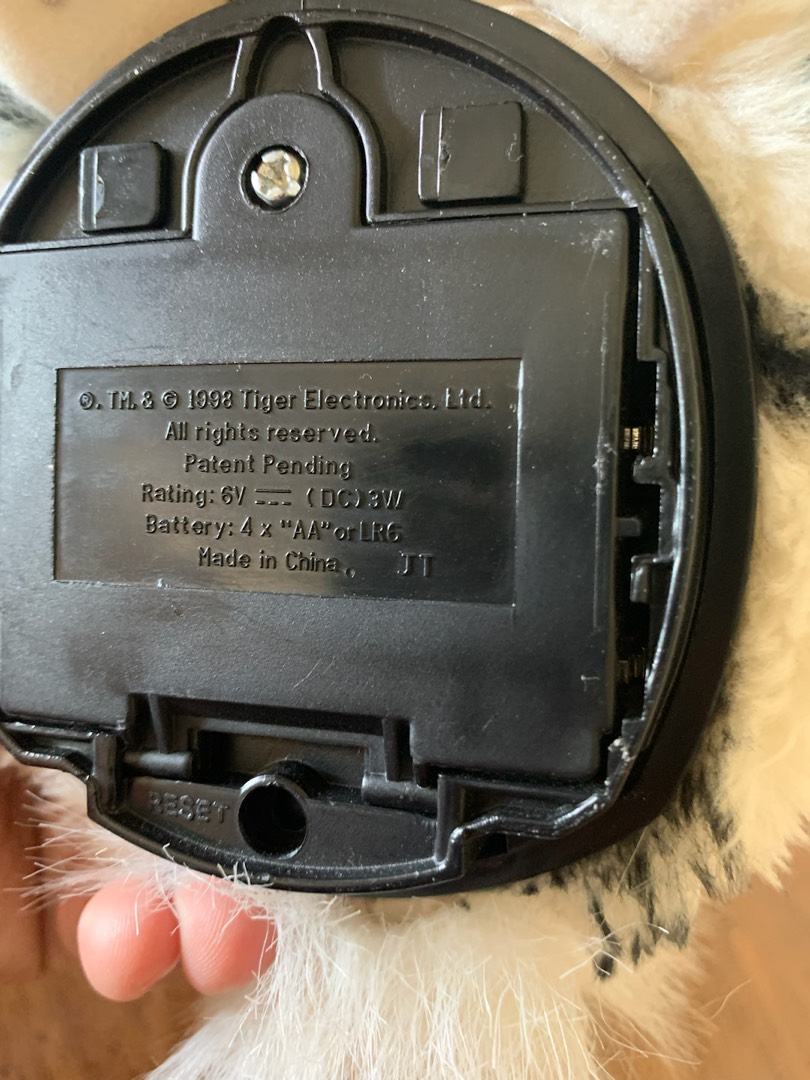 ®, TM, & © 1998 Tiger Electronics, Ltd.
All rights reserved.
Patent Pending
Rating: 6V ⎓ (DC) 3W
Battery: 4 x "AA" or LR6
Made in China. JT
RESET